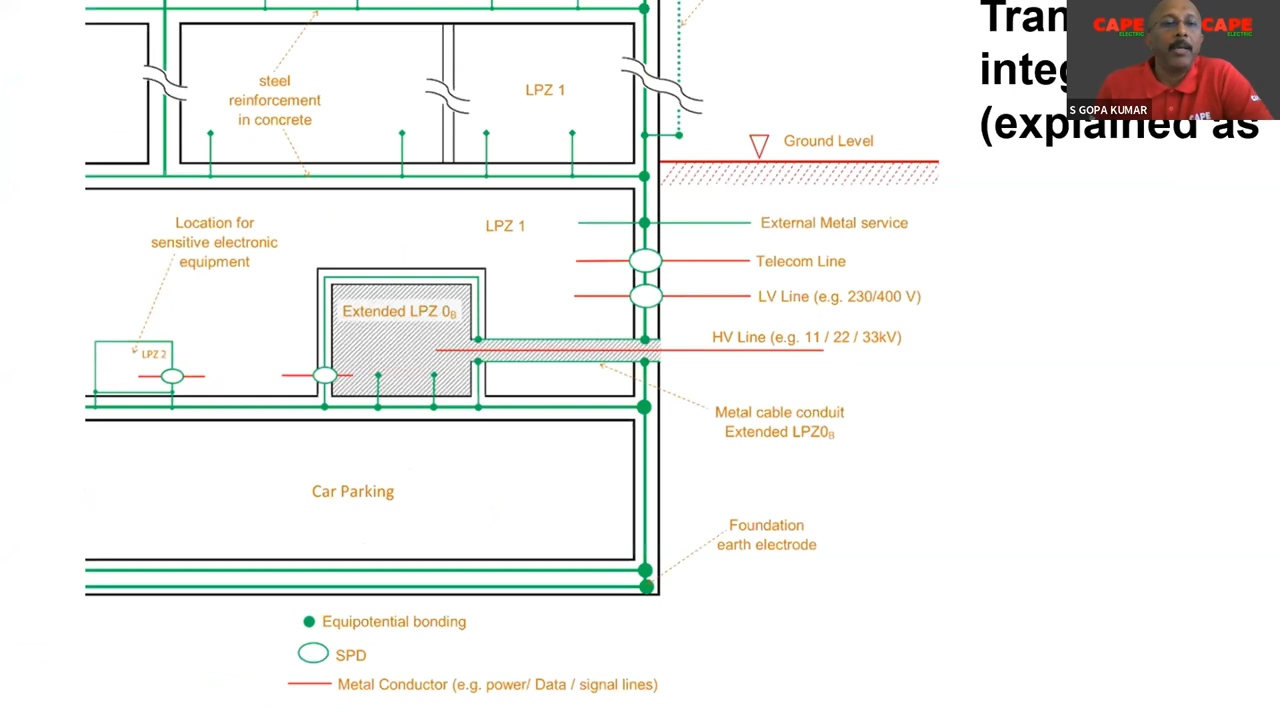 steel
reinforcement
in concrete
LPZ 1
Ground Level
Location for
sensitive electronic
equipment
LPZ 1
External Metal service
Telecom Line
LV Line (e.g. 230/400 V)
Extended LPZ 0B
HV Line (e.g. 11 / 22 / 33kV)
LPZ 2
Metal cable conduit
Extended LPZ0B
Car Parking
Foundation
earth electrode
Equipotential bonding
SPD
Metal Conductor (e.g. power/ Data / signal lines)
(explained as
CAPE
ELECTRIC
CAPE
ELECTRIC
CAPE
S GOPA KUMAR